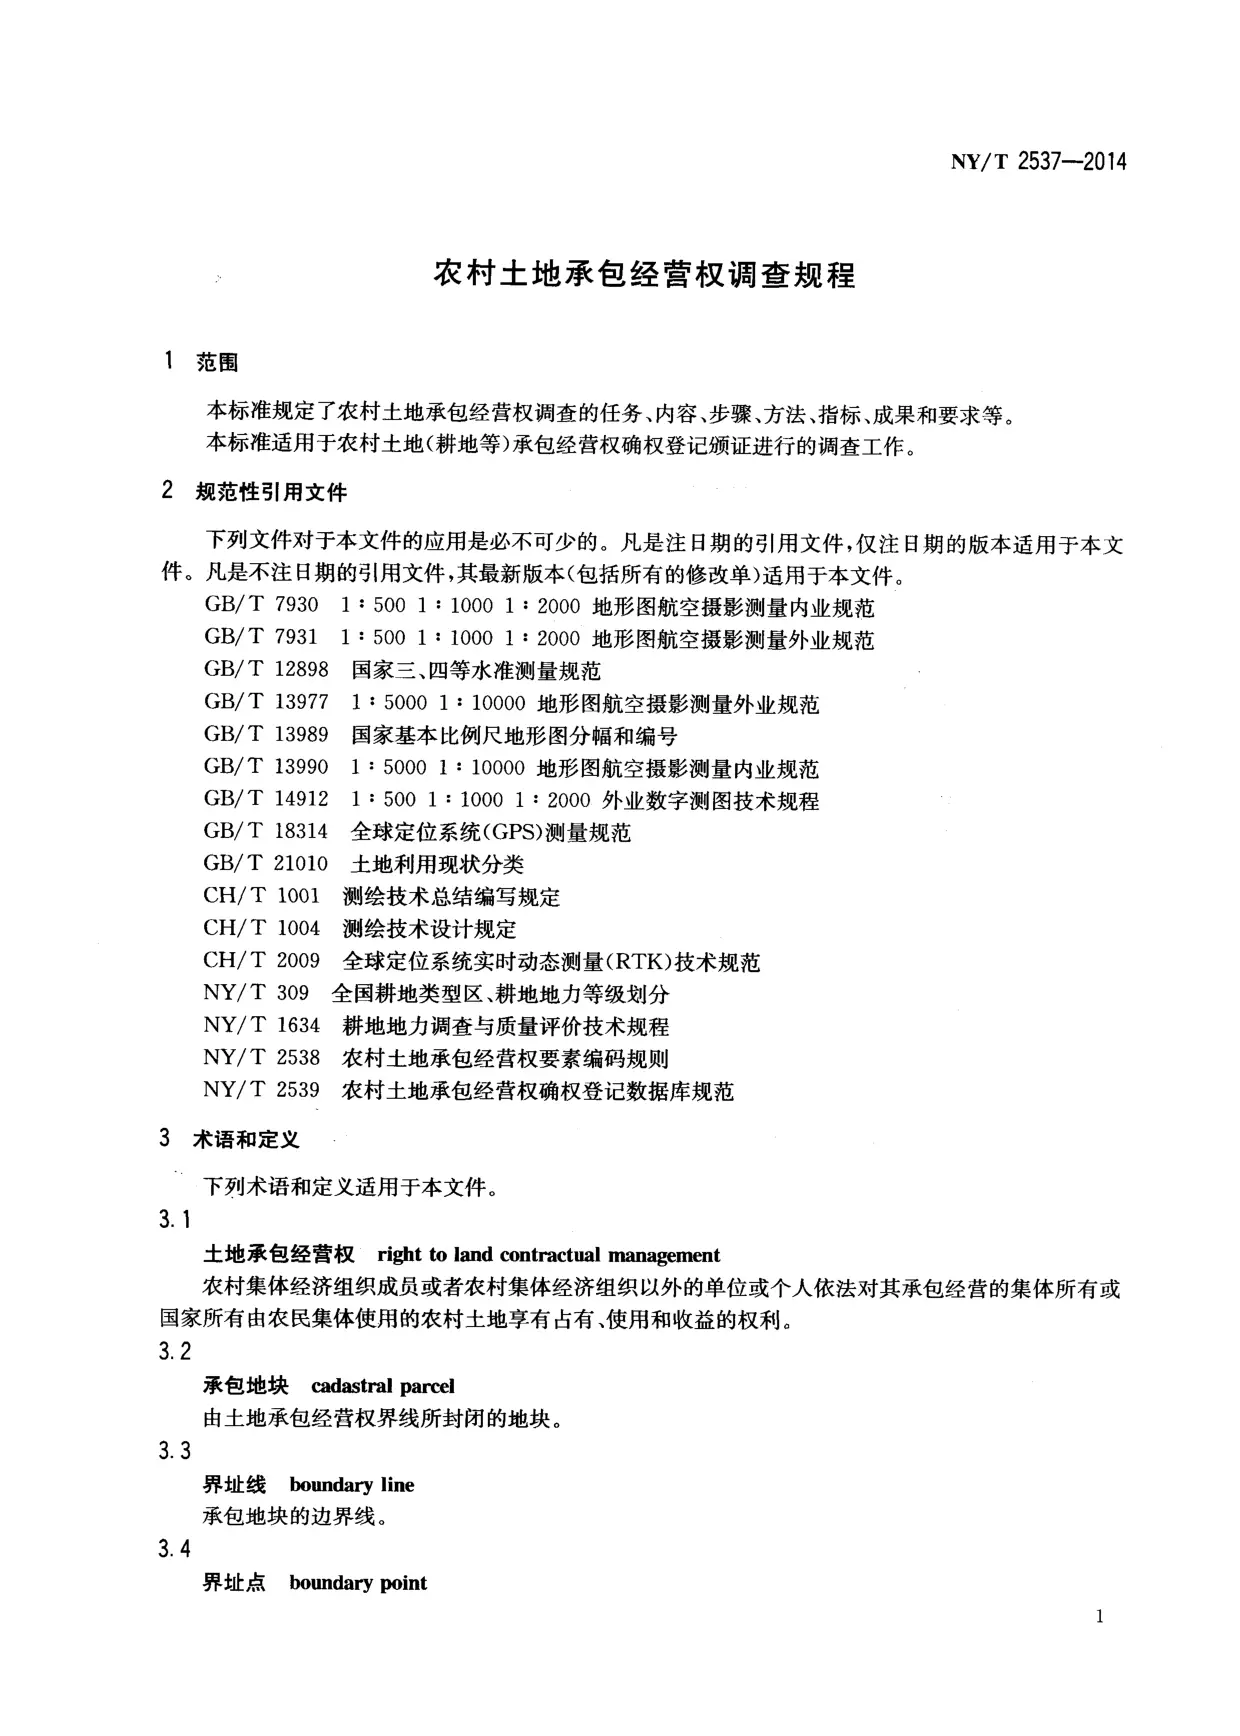 NY/T 2537—2014
农村土地承包经营权调查规程
1 范围
本标准规定了农村土地承包经营权调查的任务、内容、步骤、方法、指标、成果和要求等。
本标准适用于农村土地(耕地等)承包经营权确权登记颁证进行的调查工作。
2 规范性引用文件
下列文件对于本文件的应用是必不可少的。凡是注日期的引用文件,仅注日期的版本适用于本文
件。凡是不注日期的引用文件,其最新版本(包括所有的修改单)适用于本文件。
GB/T 7930 1∶500 1∶1000 1∶2000 地形图航空摄影测量内业规范
GB/T 7931 1∶500 1∶1000 1∶2000 地形图航空摄影测量外业规范
GB/T 12898 国家三、四等水准测量规范
GB/T 13977 1∶5000 1∶10000 地形图航空摄影测量外业规范
GB/T 13989 国家基本比例尺地形图分幅和编号
GB/T 13990 1∶5000 1∶10000 地形图航空摄影测量内业规范
GB/T 14912 1∶500 1∶1000 1∶2000 外业数字测图技术规程
GB/T 18314 全球定位系统(GPS)测量规范
GB/T 21010 土地利用现状分类
CH/T 1001 测绘技术总结编写规定
CH/T 1004 测绘技术设计规定
CH/T 2009 全球定位系统实时动态测量(RTK)技术规范
NY/T 309 全国耕地类型区、耕地地力等级划分
NY/T 1634 耕地地力调查与质量评价技术规程
NY/T 2538 农村土地承包经营权要素编码规则
NY/T 2539 农村土地承包经营权确权登记数据库规范
3 术语和定义
下列术语和定义适用于本文件。
3.1
土地承包经营权 right to land contractual management
农村集体经济组织成员或者农村集体经济组织以外的单位或个人依法对其承包经营的集体所有或
国家所有由农民集体使用的农村土地享有占有、使用和收益的权利。
3.2
承包地块 cadastral parcel
由土地承包经营权界线所封闭的地块。
3.3
界址线 boundary line
承包地块的边界线。
3.4
界址点 boundary point
1